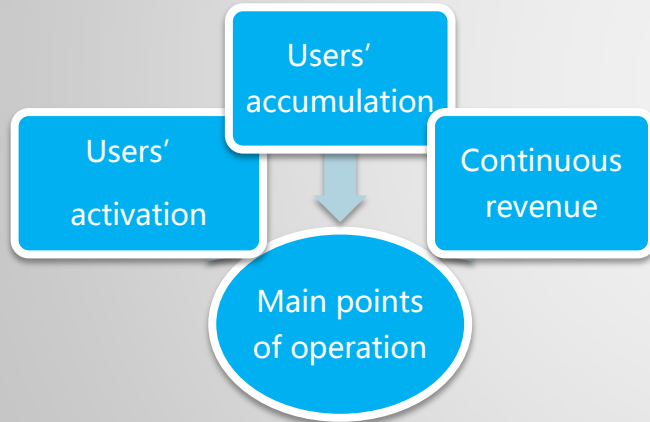 Users’
accumulation
Users’
activation
Continuous
revenue
Main points
of operation